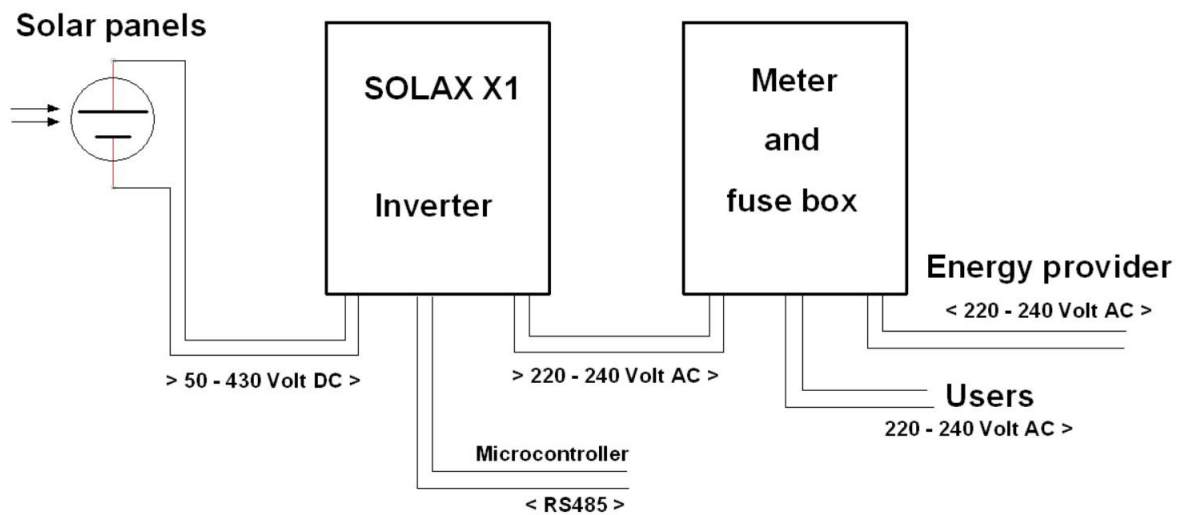 Solar panels
SOLAX X1
Inverter
Meter
and
fuse box
Energy provider
< 220 - 240 Volt AC >
> 50 - 430 Volt DC >
> 220 - 240 Volt AC >
Users
220 - 240 Volt AC >
Microcontroller
< RS485 >